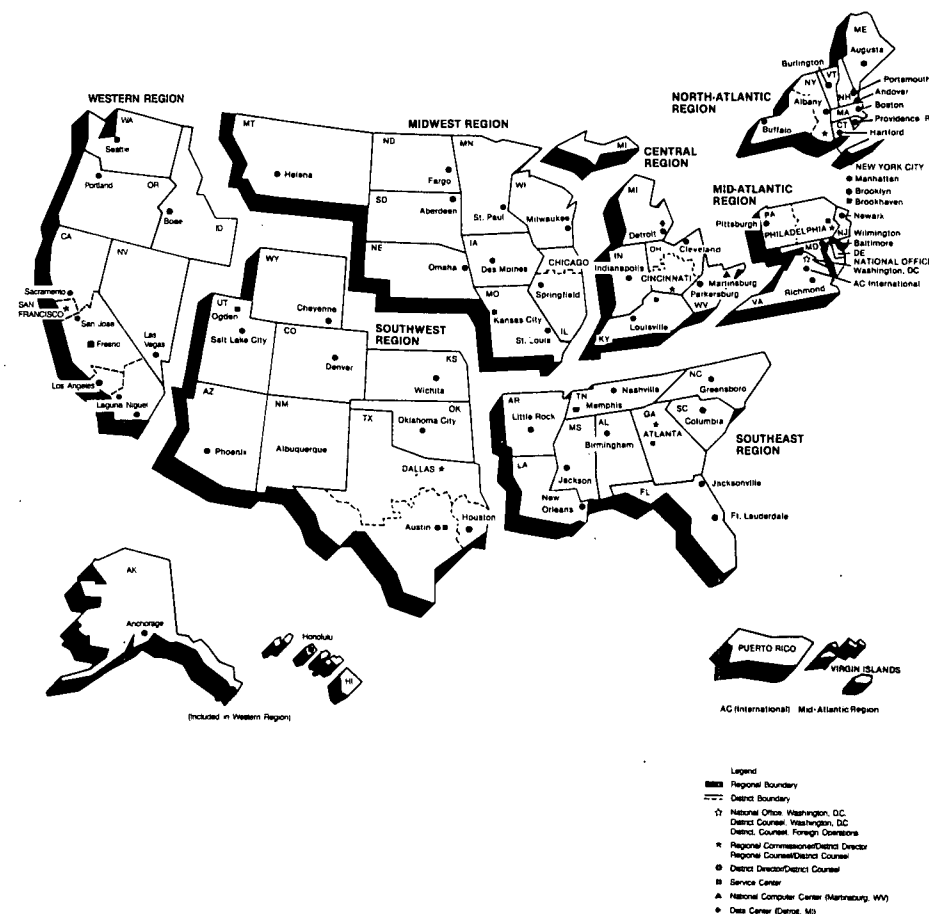 WESTERN REGION
WA
Seattle
Portland
OR
Boise
ID
CA
NV
Sacramento
SAN
FRANCISCO
San Jose
Fresno
Las
Vegas
Los Angeles
Laguna Niguel
MIDWEST REGION
MT
Helena
ND
Fargo
MN
SD
Aberdeen
St. Paul
WI
Milwaukee
NE
Omaha
IA
Des Moines
CHICAGO
MO
Springfield
Kansas City
St. Louis
IL
SOUTHWEST
REGION
WY
Cheyenne
UT
Ogden
Salt Lake City
CO
Denver
KS
Wichita
AZ
Phoenix
NM
Albuquerque
TX
OK
Oklahoma City
DALLAS
Austin
Houston
CENTRAL
REGION
MI
MI
Detroit
IN
Indianapolis
OH
Cleveland
CINCINNATI
Martinsburg
Parkersburg
WV
Louisville
KY
NORTH-ATLANTIC
REGION
ME
Augusta
Burlington
NY
VT
NH
Portsmouth
Andover
Albany
MA
Boston
CT
Providence R
Buffalo
Hartford
NEW YORK CITY
Manhattan
Brooklyn
Brookhaven
MID-ATLANTIC
REGION
Pittsburgh
PA
PHILADELPHIA
Newark
NJ
Wilmington
MD
Baltimore
DE
NATIONAL OFFIC
Washington, DC
AC International
Richmond
VA
SOUTHEAST
REGION
AR
Little Rock
TN
Nashville
Memphis
NC
Greensboro
MS
AL
Birmingham
GA
ATLANTA
SC
Columbia
LA
Jackson
New
Orleans
FL
Jacksonville
Ft. Lauderdale
AK
Anchorage
Honolulu
HI
(Included in Western Region)
PUERTO RICO
VIRGIN ISLANDS
AC (International) Mid-Atlantic Region
Legend
Regional Boundary
District Boundary
National Office, Washington, D.C.
District Counsel, Washington, D.C
District, Counsel, Foreign Operations
Regional Commissioner/District Director
Regional Counsel/District Counsel
District Director/District Counsel
Service Center
National Computer Center (Martinsburg, WV)
Data Center (Detroit, MI)